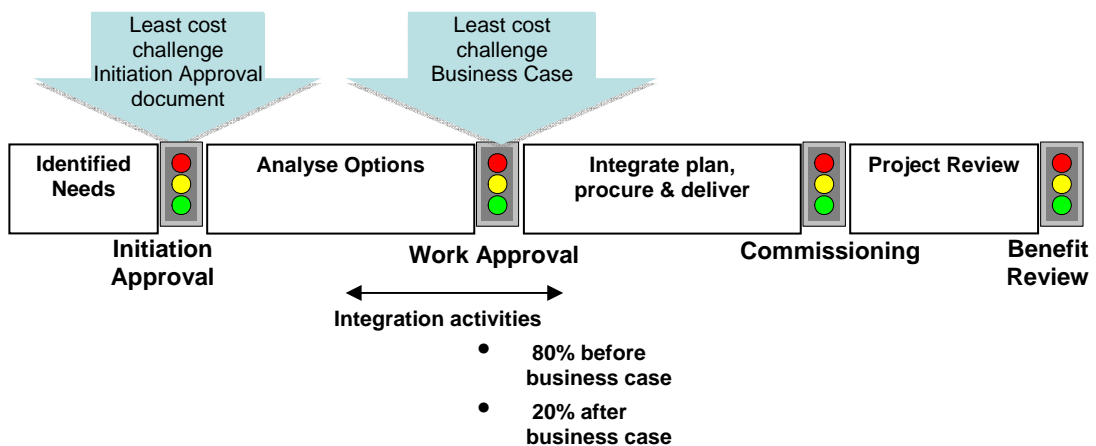 Least cost
challenge
Initiation Approval
document
Least cost
challenge
Business Case
Identified
Needs
Analyse Options
Integrate plan,
procure & deliver
Project Review
Initiation
Approval
Work Approval
Commissioning
Benefit
Review
Integration activities
• 80% before
business case
• 20% after
business case